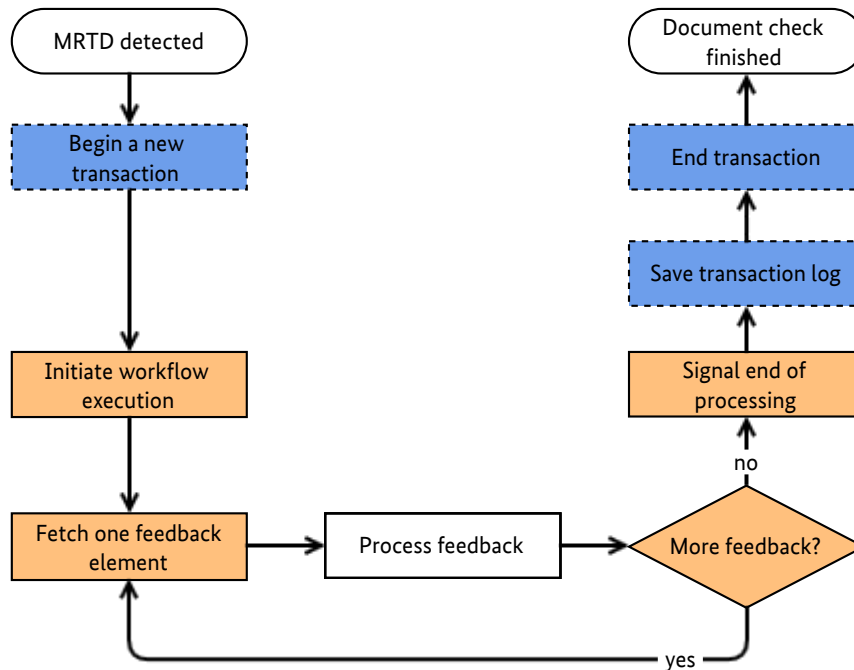 MRTD detected
Begin a new
transaction
Initiate workflow
execution
Fetch one feedback
element
Process feedback
More feedback?
yes
no
Signal end of
processing
Save transaction log
End transaction
Document check
finished